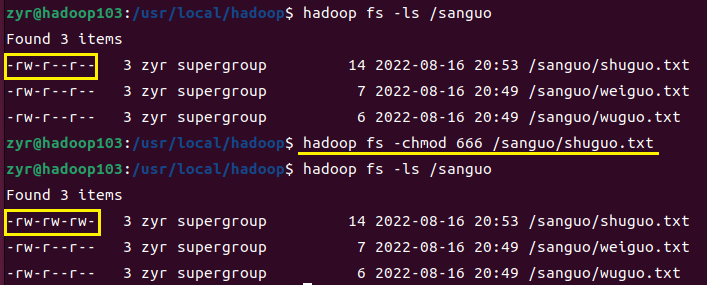 zyr@hadoop103:/usr/local/hadoop$ hadoop fs -ls /sanguo
Found 3 items
-rw-r--r--   3 zyr supergroup         14 2022-08-16 20:53 /sanguo/shuguo.txt
-rw-r--r--   3 zyr supergroup          7 2022-08-16 20:49 /sanguo/weiguo.txt
-rw-r--r--   3 zyr supergroup          6 2022-08-16 20:49 /sanguo/wuguo.txt
zyr@hadoop103:/usr/local/hadoop$ hadoop fs -chmod 666 /sanguo/shuguo.txt
zyr@hadoop103:/usr/local/hadoop$ hadoop fs -ls /sanguo
Found 3 items
-rw-rw-rw-   3 zyr supergroup         14 2022-08-16 20:53 /sanguo/shuguo.txt
-rw-r--r--   3 zyr supergroup          7 2022-08-16 20:49 /sanguo/weiguo.txt
-rw-r--r--   3 zyr supergroup          6 2022-08-16 20:49 /sanguo/wuguo.txt